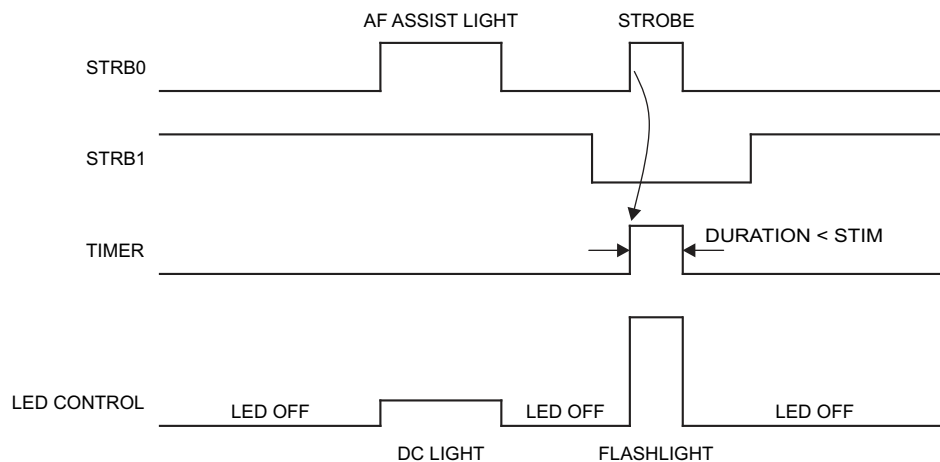 AF ASSIST LIGHT
STROBE
STRB0
STRB1
TIMER
DURATION < STIM
LED CONTROL
LED OFF
LED OFF
LED OFF
DC LIGHT
FLASHLIGHT